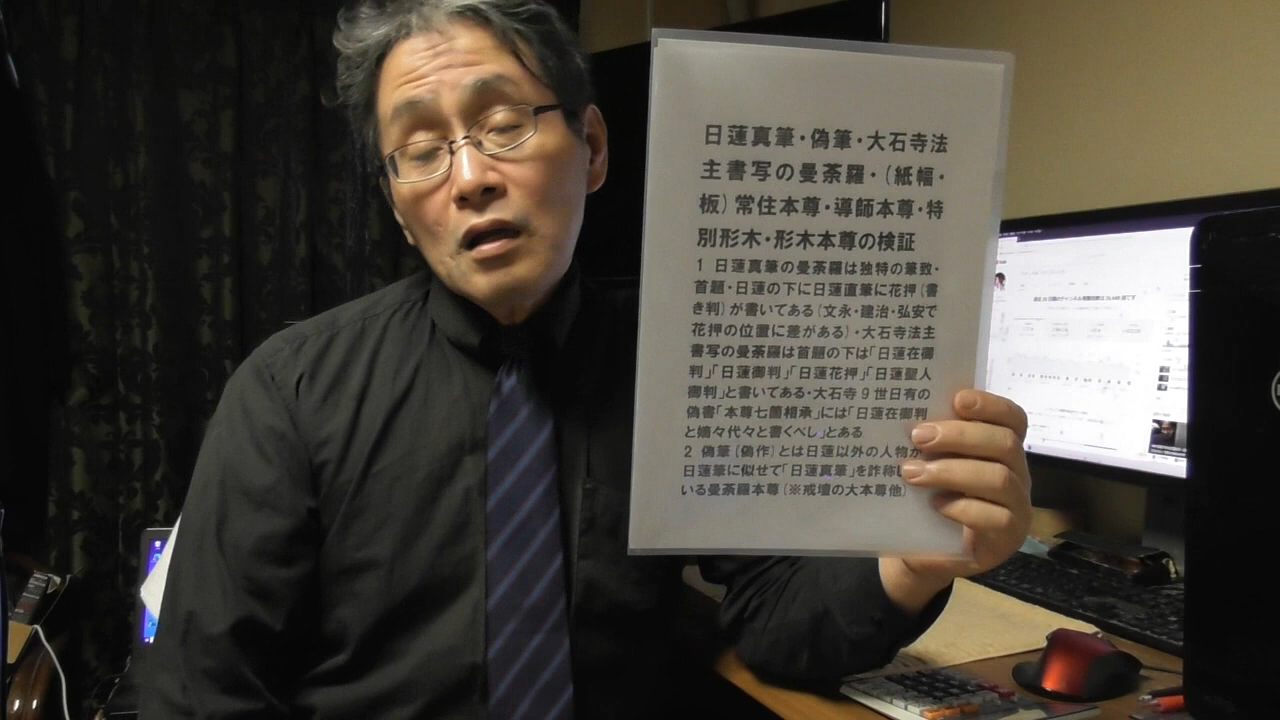 日蓮真筆・偽筆・大石寺法
主書写の曼荼羅・(紙幅・
板)常住本尊・導師本尊・特
別形木・形木本尊の検証
1 日蓮真筆の曼荼羅は独特の筆致・
首題・日蓮の下に日蓮直筆に花押(書
き判)が書いてある(文永・建治・弘安で
花押の位置に差がある)・大石寺法主
書写の曼荼羅は首題の下は「日蓮在御
判」「日蓮御判」「日蓮花押」「日蓮聖人
御判」と書いてある・大石寺9世日有の
偽書「本尊七箇相承」には「日蓮在御判
と嫡々代々と書くべし」とある
2 偽筆(偽作)とは日蓮以外の人物が
日蓮筆に似せて「日蓮真筆」を詐称し
いる曼荼羅本尊(※戒壇の大本尊他)